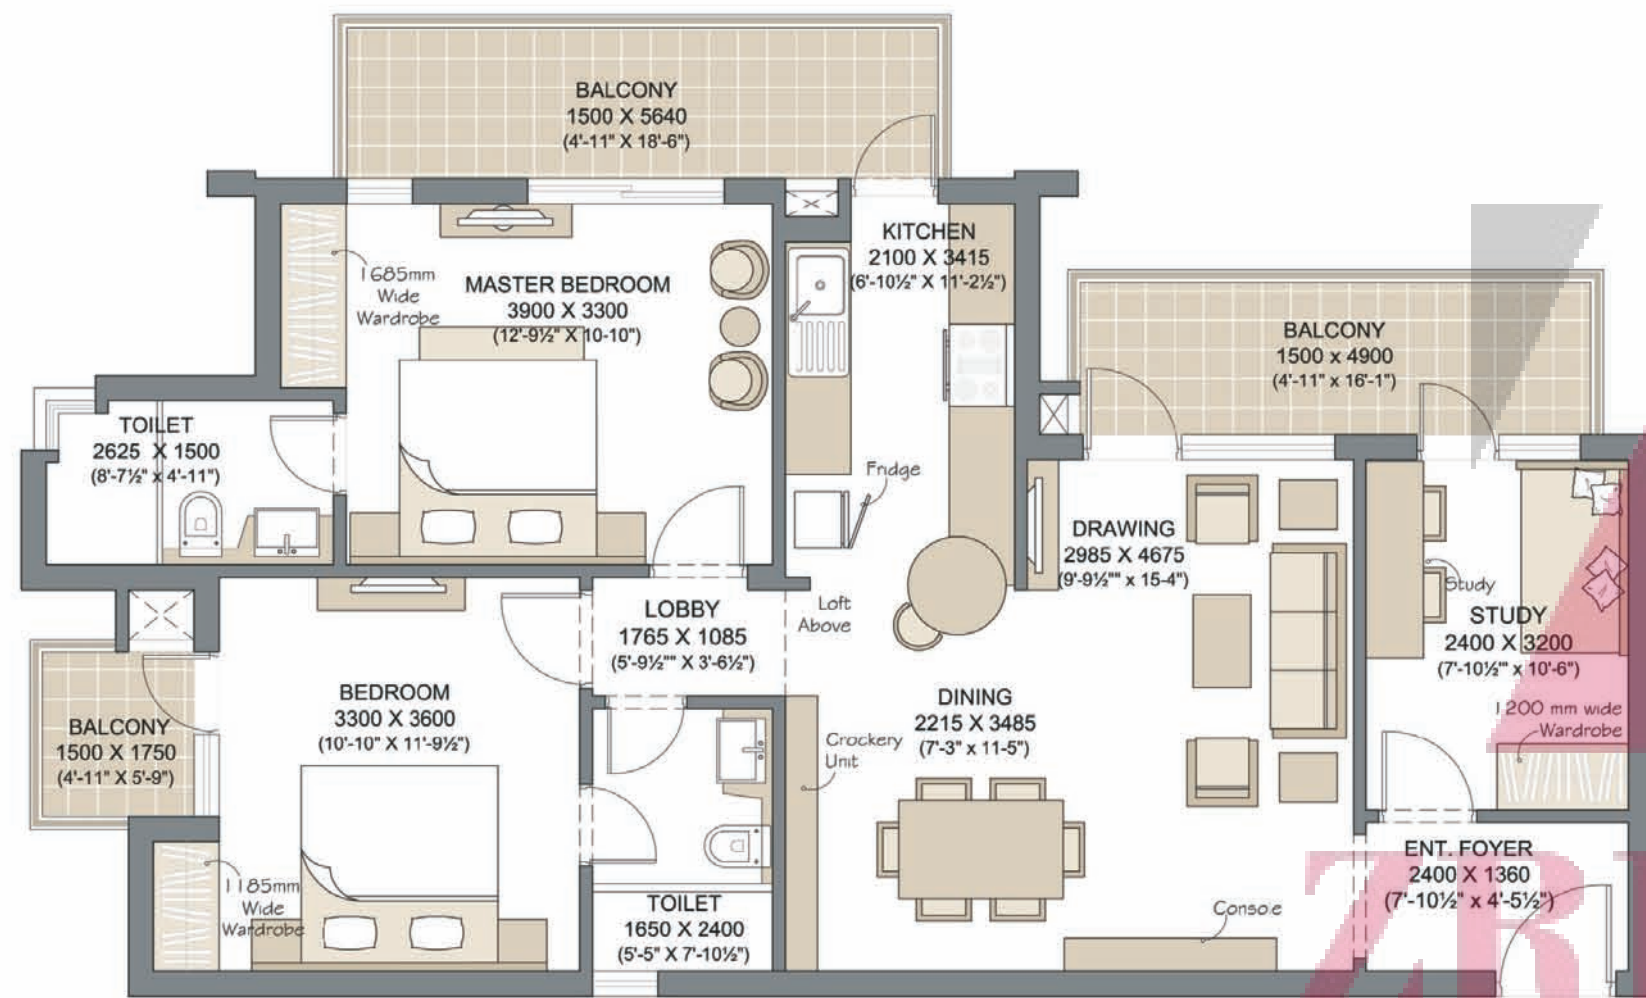 BALCONY
1500 X 5640
(4'-11" X 18'-6")
KITCHEN
2100 X 3415
(6'-10½" X 11'-2½")
1685mm
Wide
Wardrobe
MASTER BEDROOM
3900 X 3300
(12'-9½" X 10-10")
BALCONY
1500 x 4900
(4'-11" x 16'-1")
TOILET
2625 X 1500
(8'-7½" x 4'-11")
Fridge
DRAWING
2985 X 4675
(9'-9½"" x 15-4")
Study
STUDY
2400 X 3200
(7'-10½"' x 10'-6")
LOBBY
1765 X 1085
(5'-9½"" X 3'-6½")
Loft
Above
BEDROOM
3300 X 3600
(10'-10" X 11'-9½")
BALCONY
1500 X 1750
(4'-11" X 5'-9")
DINING
2215 X 3485
(7'-3" x 11-5")
Crockery
Unit
1200 mm wide
Wardrobe
1185mm
Wide
Wardrobe
TOILET
1650 X 2400
(5'-5" X 7'-10½")
Console
ENT. FOYER
2400 X 1360
(7'-10½" x 4'-5½")